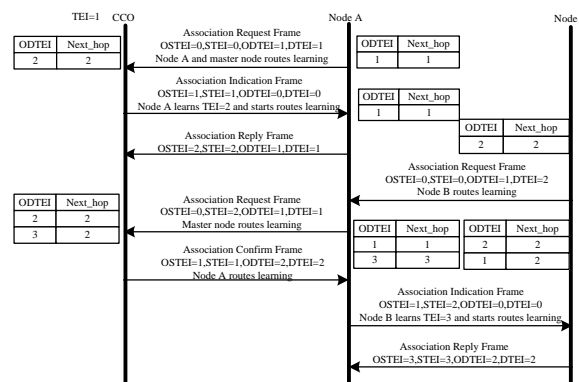 TEI=1 CCO Node A Node
Association Request Frame
OSTEI=0,STEI=0,ODTEI=1,DTEI=1
Node A and master node routes learning
ODTEI Next_hop
2 2
ODTEI Next_hop
1 1
Association Indication Frame
OSTEI=1,STEI=1,ODTEI=0,DTEI=0
Node A learns TEI=2 and starts routes learning
ODTEI Next_hop
1 1
ODTEI Next_hop
2 2
Association Reply Frame
OSTEI=2,STEI=2,ODTEI=1,DTEI=1
Association Request Frame
OSTEI=0,STEI=0,ODTEI=1,DTEI=2
Node B routes learning
Association Request Frame
OSTEI=0,STEI=2,ODTEI=1,DTEI=1
Master node routes learning
ODTEI Next_hop
2 2
3 2
ODTEI Next_hop
1 1
3 3
ODTEI Next_hop
2 2
1 2
Association Confirm Frame
OSTEI=1,STEI=1,ODTEI=2,DTEI=2
Node A routes learning
Association Indication Frame
OSTEI=1,STEI=2,ODTEI=0,DTEI=0
Node B learns TEI=3 and starts routes learning
Association Reply Frame
OSTEI=3,STEI=3,ODTEI=2,DTEI=2